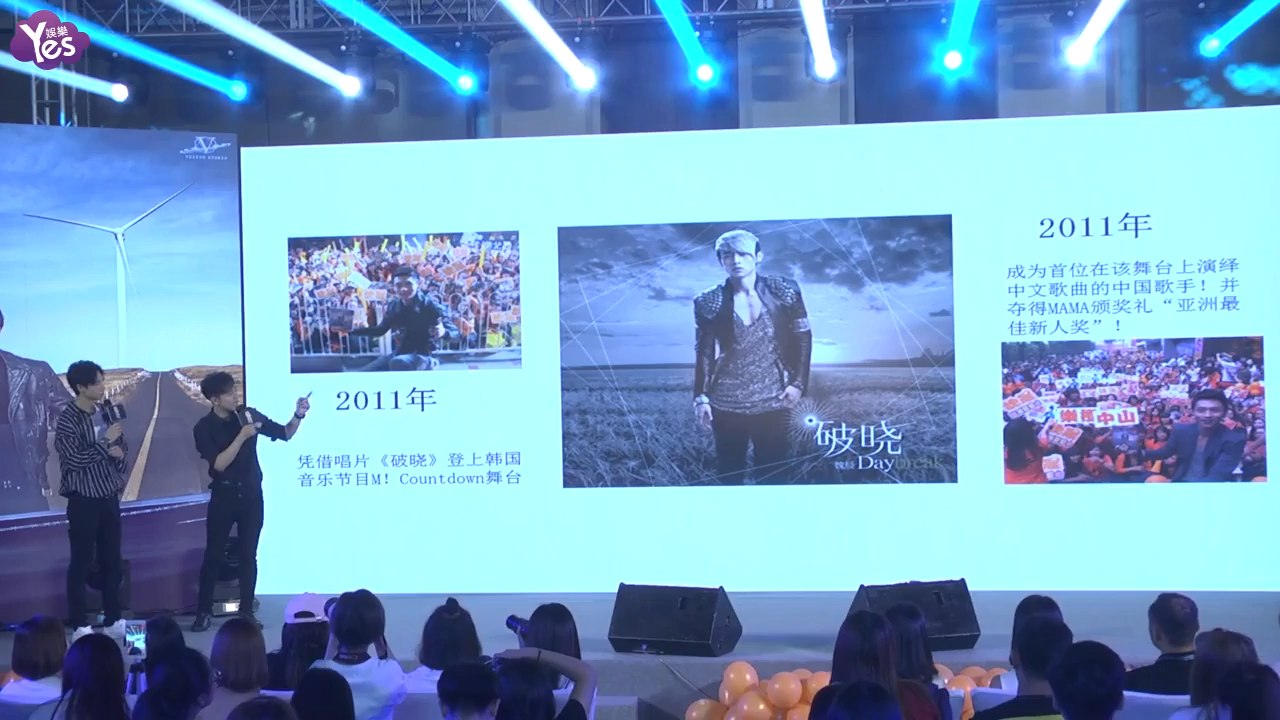 Yes
娛樂
2011年
凭借唱片《破晓》登上韩国
音乐节目M! Countdown舞台
破晓
Daybreak
2011年
成为首位在该舞台上演绎
中文歌曲的中国歌手！并
夺得MAMA颁奖礼“亚洲最
佳新人奖”！
中山